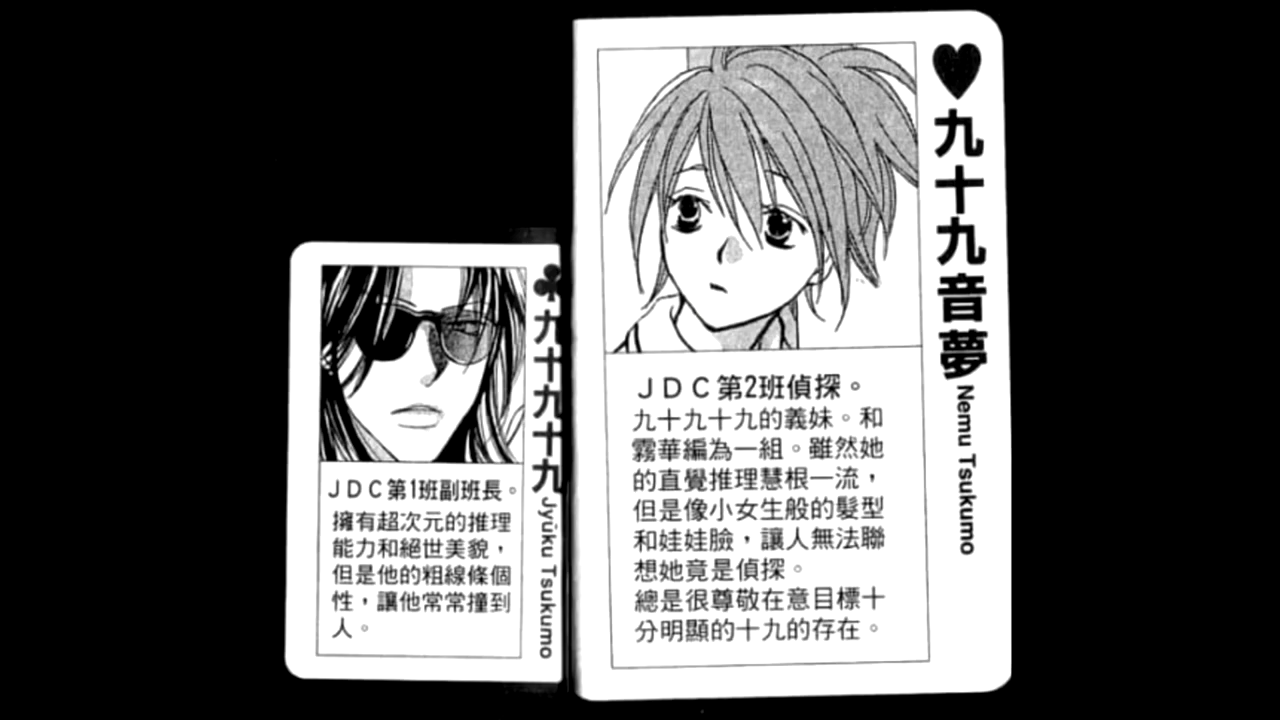 九十九十九
Jyūku Tsukumo
JDC第1班副班長。
擁有超次元的推理
能力和絕世美貌，
但是他的粗線條個
性，讓他常常撞到
人。
九十九音夢
Nemu Tsukumo
JDC第2班偵探。
九十九十九的義妹。和
霧華編為一組。雖然她
的直覺推理慧根一流，
但是像小女生般的髮型
和娃娃臉，讓人無法聯
想她竟是偵探。
總是很尊敬在意目標十
分明顯的十九的存在。